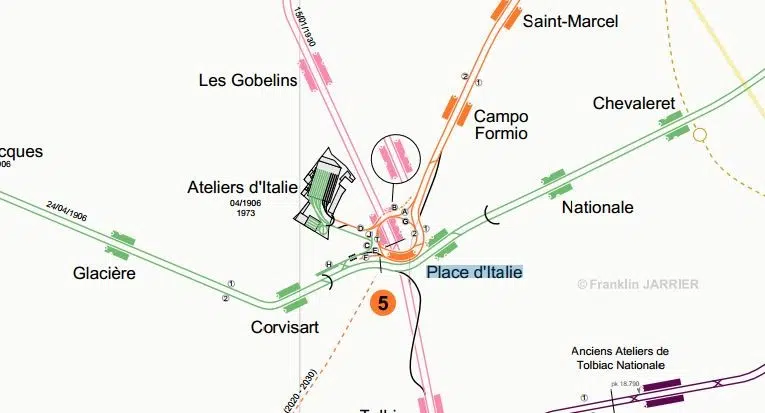 15/01/1930
Saint-Marcel
Les Gobelins
2
1
Campo
Formio
Chevaleret
cques
906
Ateliers d'Italie
04/1906
1973
24/04/1906
B
A
G
D
J
I
C
E
F
H
2
1
Nationale
Glacière
1
2
Place d'Italie
© Franklin JARRIER
5
Corvisart
(2020 - 2030)
Anciens Ateliers de
Tolbiac Nationale
pk 18.790
1